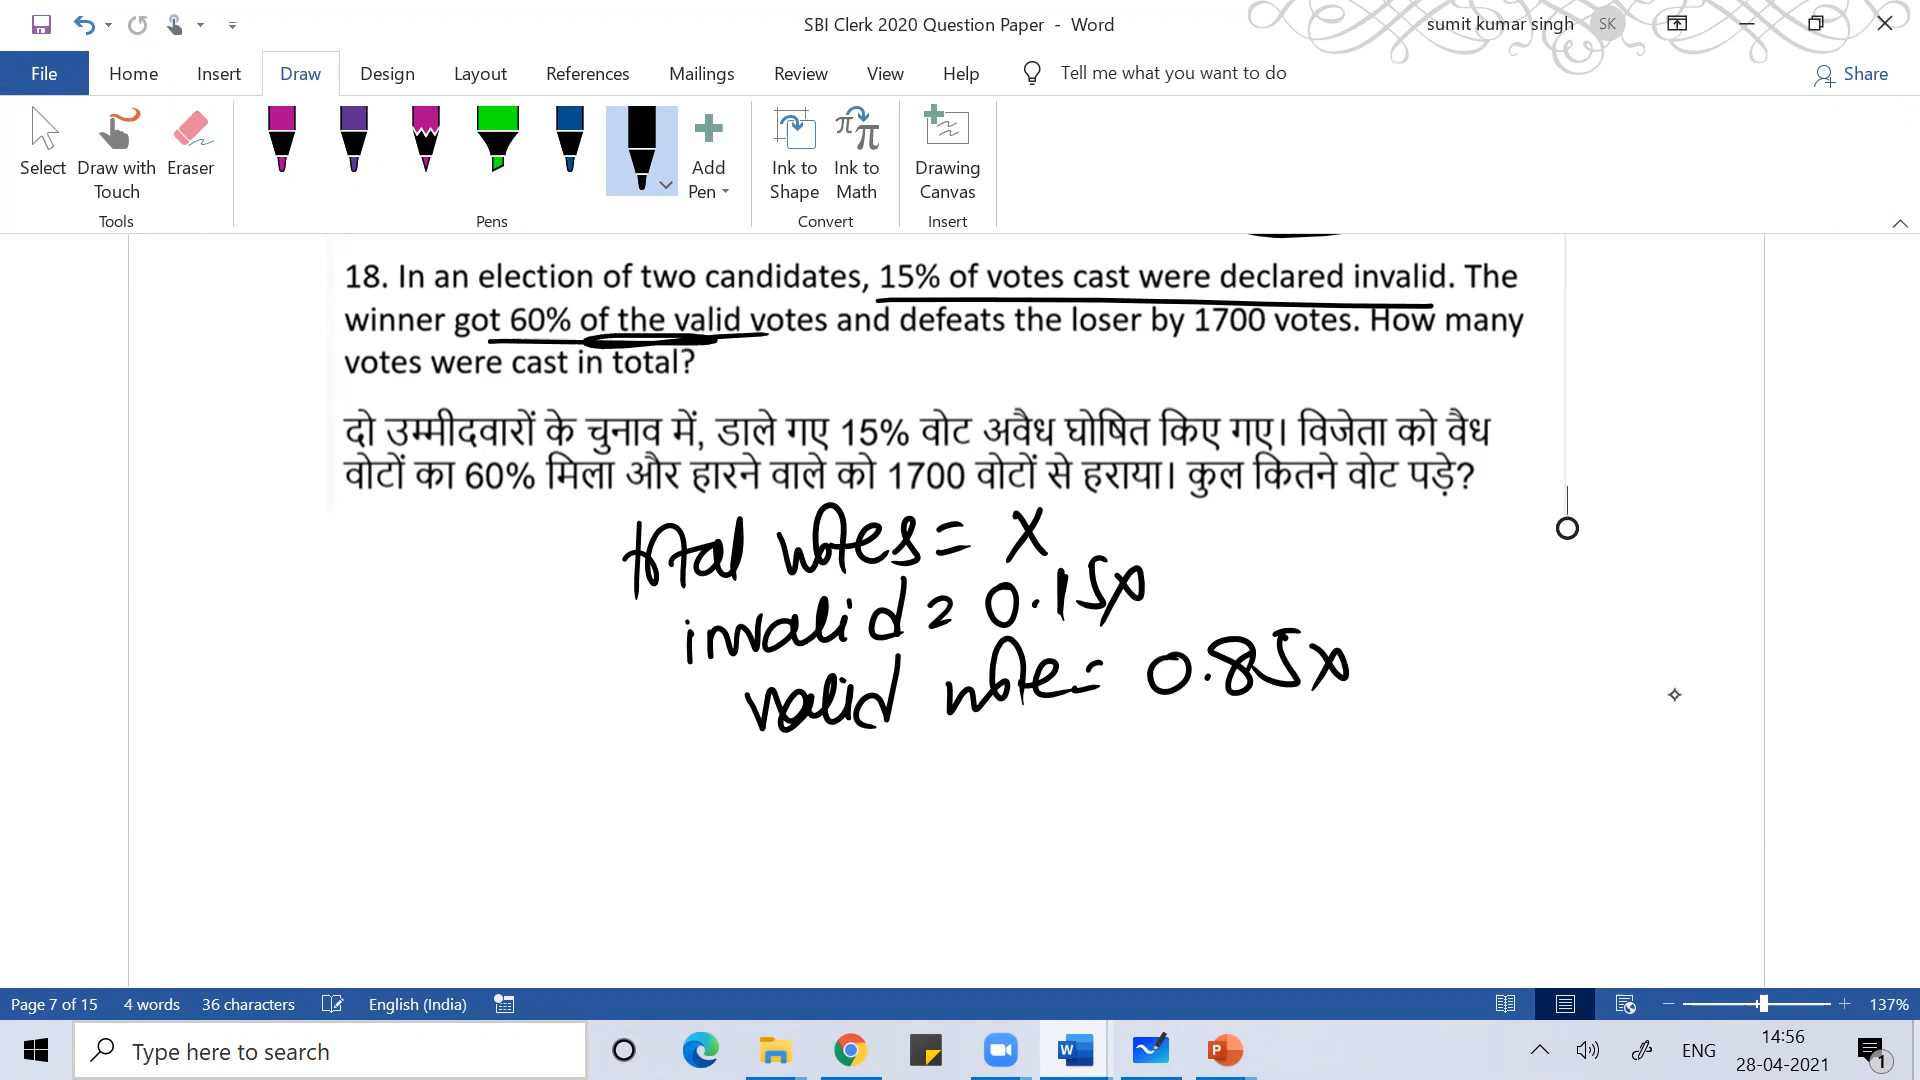 SBI Clerk 2020 Question Paper - Word
sumit kumar singh SK
File Home Insert Draw Design Layout References Mailings Review View Help Tell me what you want to do Share
Select Draw with Touch Eraser Add Pen Ink to Shape Ink to Math Drawing Canvas
Tools Pens Convert Insert
18. In an election of two candidates, 15% of votes cast were declared invalid. The
winner got 60% of the valid votes and defeats the loser by 1700 votes. How many
votes were cast in total?
दो उम्मीदवारों के चुनाव में, डाले गए 15% वोट अवैध घोषित किए गए। विजेता को वैध
वोटों का 60% मिला और हारने वाले को 1700 वोटों से हराया। कुल कितने वोट पड़े?
total votes = x
invalid = 0.15x
valid vote = 0.85x
Page 7 of 15 4 words 36 characters English (India) 137%
Type here to search
ENG
14:56
28-04-2021
1